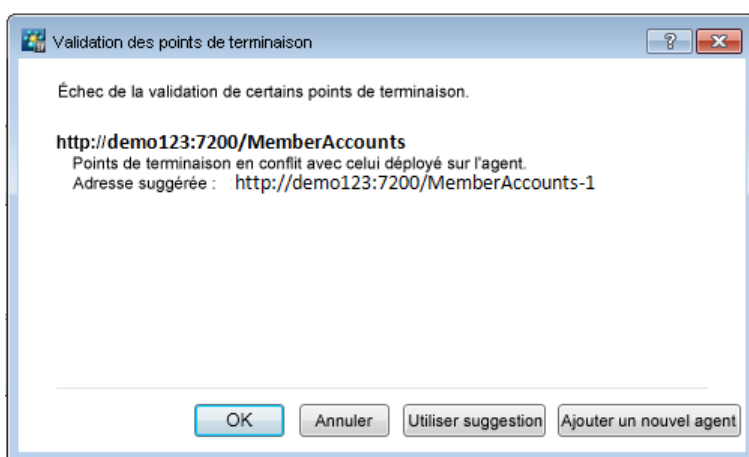 Validation des points de terminaison
Échec de la validation de certains points de terminaison.
http://demo123:7200/MemberAccounts
Points de terminaison en conflit avec celui déployé sur l'agent.
Adresse suggérée : http://demo123:7200/MemberAccounts-1
OK Annuler Utiliser suggestion Ajouter un nouvel agent